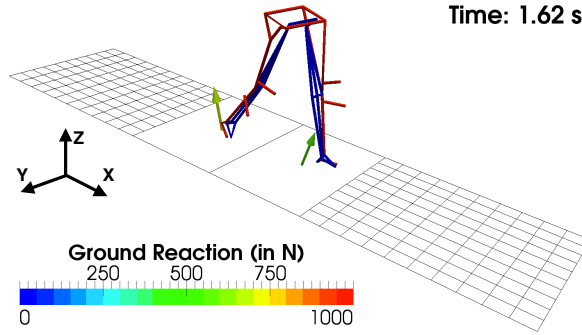 Time: 1.62 s
Z
Y X
Ground Reaction (in N)
250 500 750
0 1000